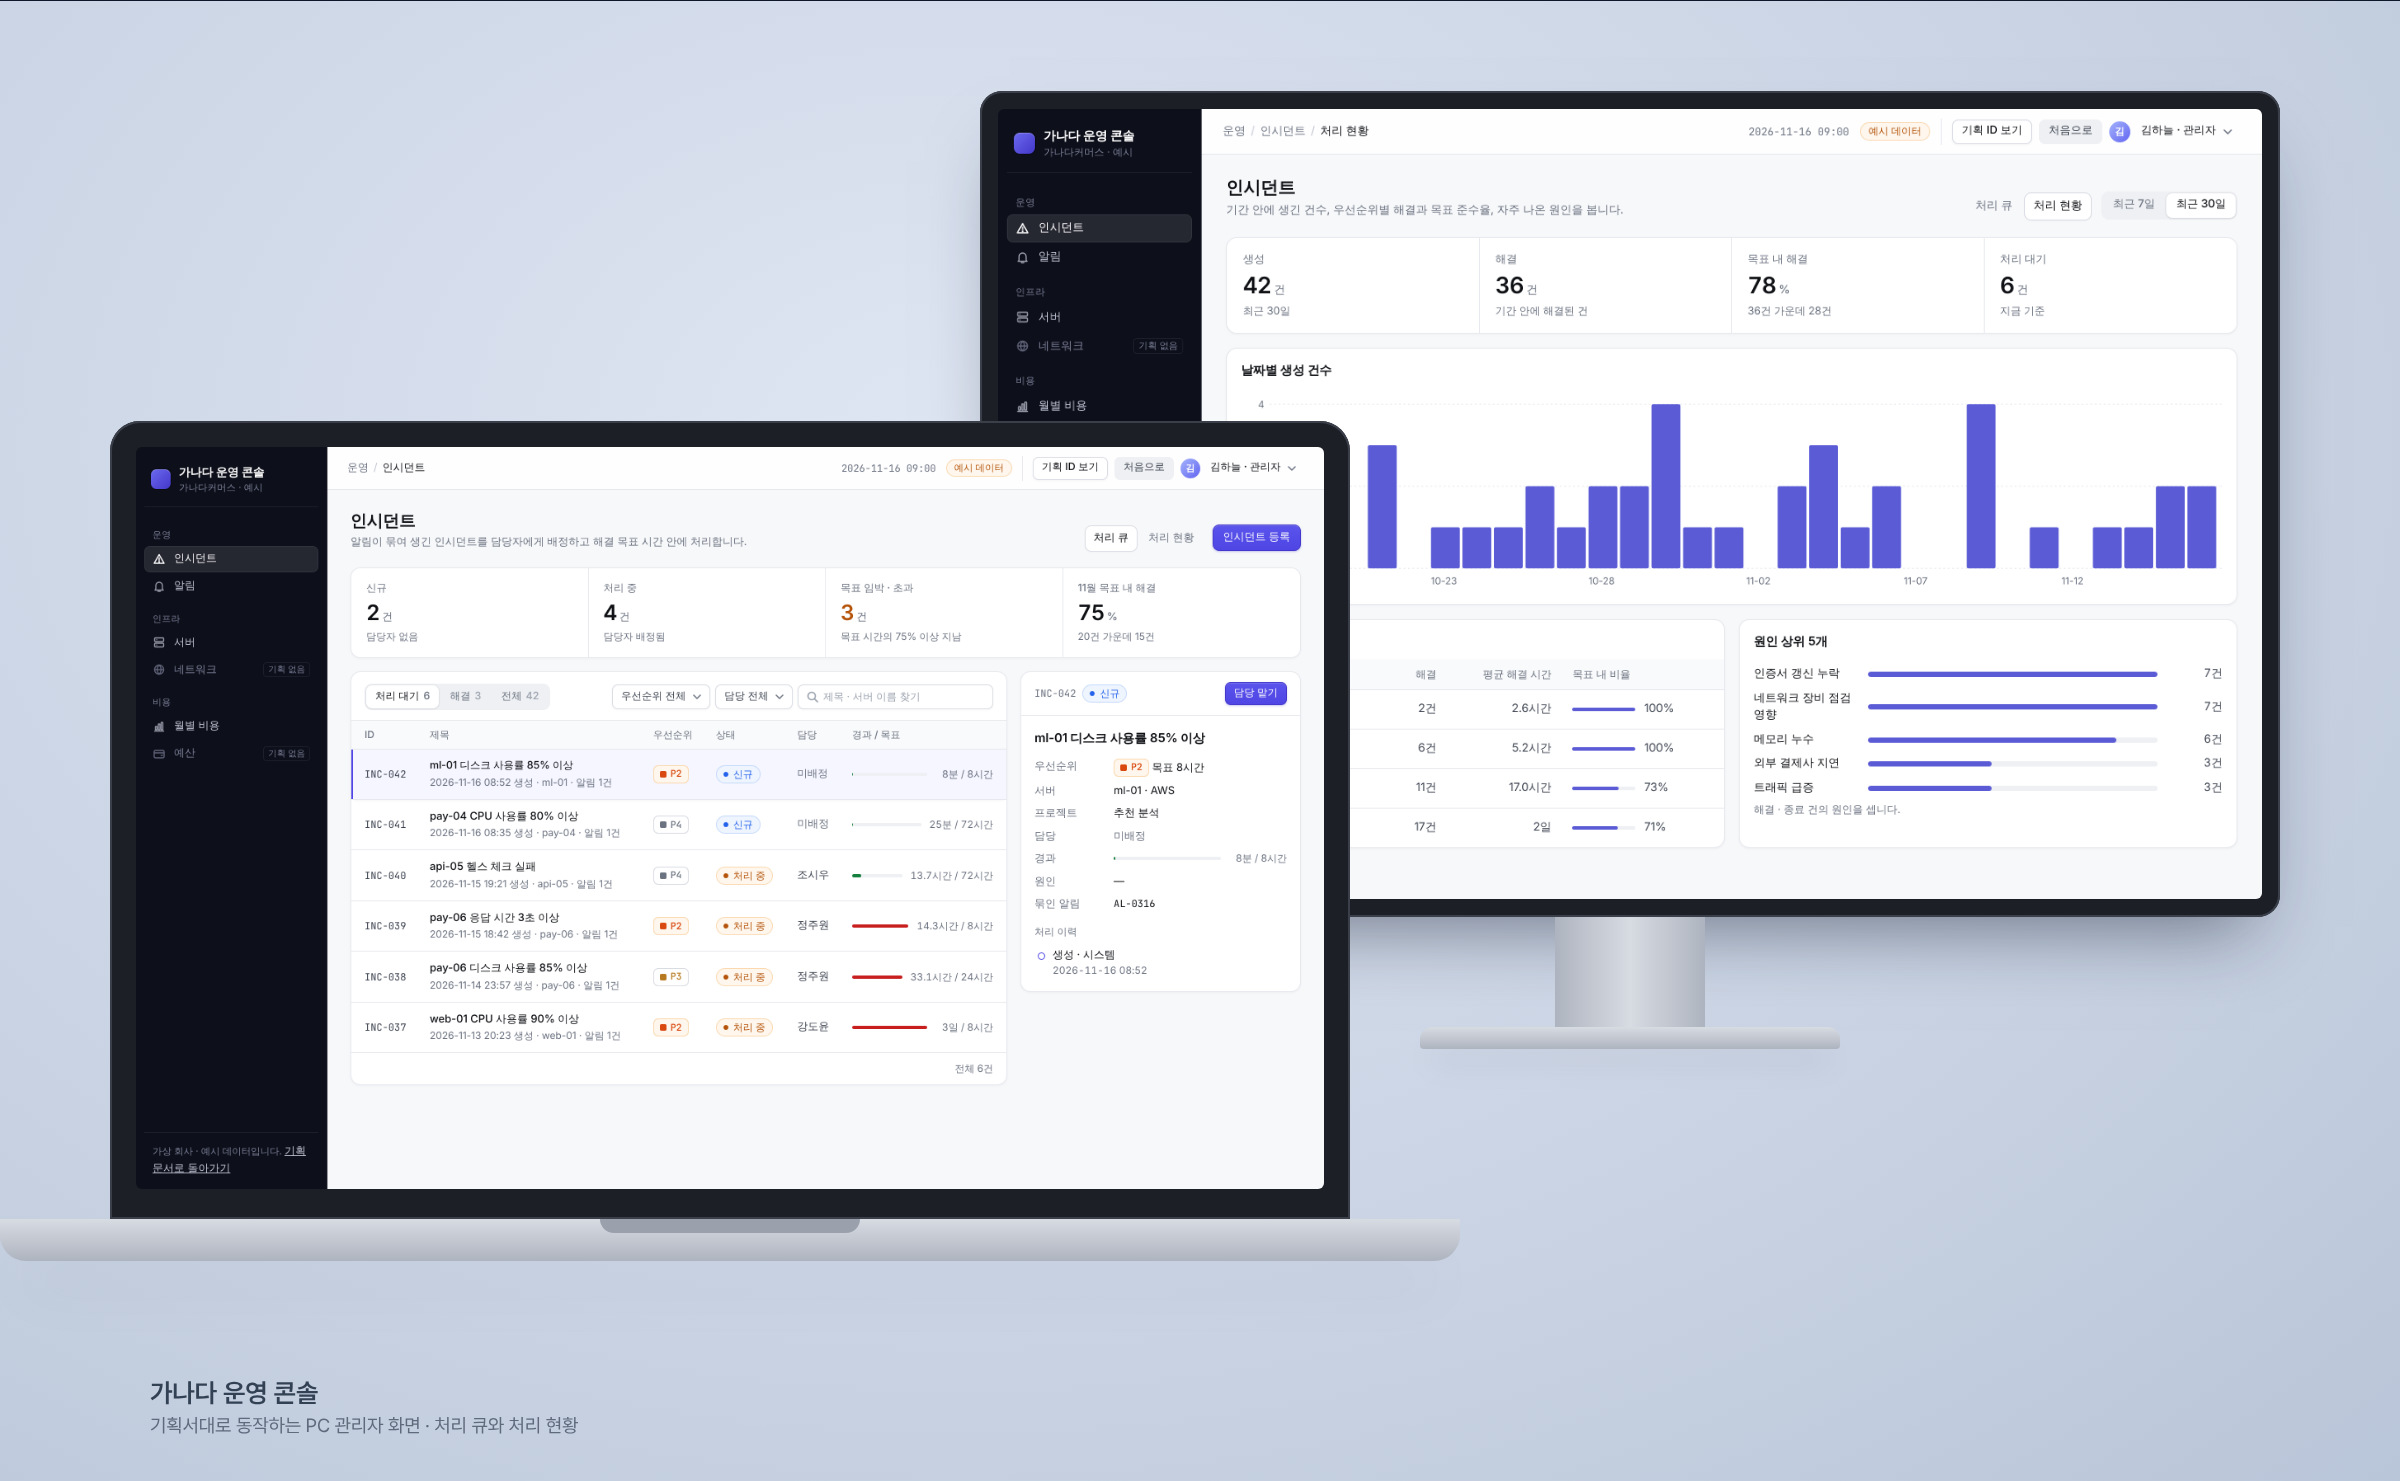 가나다 운영 콘솔
가나다커머스 · 예시
운영
인시던트
알림
인프라
서버
네트워크 기획 없음
비용
월별 비용
운영 / 인시던트 / 처리 현황
2026-11-16 09:00 예시 데이터 기획 ID 보기 처음으로 김 김하늘 · 관리자
인시던트
기간 안에 생긴 건수, 우선순위별 해결과 목표 준수율, 자주 나온 원인을 봅니다.
처리 큐 처리 현황 최근 7일 최근 30일
생성
42 건
최근 30일
해결
36 건
기간 안에 해결된 건
목표 내 해결
78 %
36건 가운데 28건
처리 대기
6 건
지금 기준
날짜별 생성 건수
4
10-23 10-28 11-02 11-07 11-12
해결 평균 해결 시간 목표 내 비율
2건 2.6시간 100%
6건 5.2시간 100%
11건 17.0시간 73%
17건 2일 71%
원인 상위 5개
인증서 갱신 누락 7건
네트워크 장비 점검 영향 7건
메모리 누수 6건
외부 결제사 지연 3건
트래픽 급증 3건
해결 · 종료 건의 원인을 셉니다.
가나다 운영 콘솔
가나다커머스 · 예시
운영
인시던트
알림
인프라
서버
네트워크 기획 없음
비용
월별 비용
예산 기획 없음
가상 회사 · 예시 데이터입니다. 기획
문서로 돌아가기
운영 / 인시던트
2026-11-16 09:00 예시 데이터 기획 ID 보기 처음으로 김 김하늘 · 관리자
인시던트
알림이 묶여 생긴 인시던트를 담당자에게 배정하고 해결 목표 시간 안에 처리합니다.
처리 큐 처리 현황 인시던트 등록
신규
2 건
담당자 없음
처리 중
4 건
담당자 배정됨
목표 임박 · 초과
3 건
목표 시간의 75% 이상 지남
11월 목표 내 해결
75 %
20건 가운데 15건
처리 대기 6 해결 3 전체 42
우선순위 전체 담당 전체 제목 · 서버 이름 찾기
ID 제목 우선순위 상태 담당 경과 / 목표
INC-042 ml-01 디스크 사용률 85% 이상 P2 신규 미배정 8분 / 8시간
2026-11-16 08:52 생성 · ml-01 · 알림 1건
INC-041 pay-04 CPU 사용률 80% 이상 P4 신규 미배정 25분 / 72시간
2026-11-16 08:35 생성 · pay-04 · 알림 1건
INC-040 api-05 헬스 체크 실패 P4 처리 중 조시우 13.7시간 / 72시간
2026-11-15 19:21 생성 · api-05 · 알림 1건
INC-039 pay-06 응답 시간 3초 이상 P2 처리 중 정주원 14.3시간 / 8시간
2026-11-15 18:42 생성 · pay-06 · 알림 1건
INC-038 pay-06 디스크 사용률 85% 이상 P3 처리 중 정주원 33.1시간 / 24시간
2026-11-14 23:57 생성 · pay-06 · 알림 1건
INC-037 web-01 CPU 사용률 90% 이상 P2 처리 중 강도윤 3일 / 8시간
2026-11-13 20:23 생성 · web-01 · 알림 1건
전체 6건
INC-042 신규 담당 맡기
ml-01 디스크 사용률 85% 이상
우선순위 P2 목표 8시간
서버 ml-01 · AWS
프로젝트 추천 분석
담당 미배정
경과 8분 / 8시간
원인 —
묶인 알림 AL-0316
처리 이력
생성 · 시스템
2026-11-16 08:52
가나다 운영 콘솔
기획서대로 동작하는 PC 관리자 화면 · 처리 큐와 처리 현황